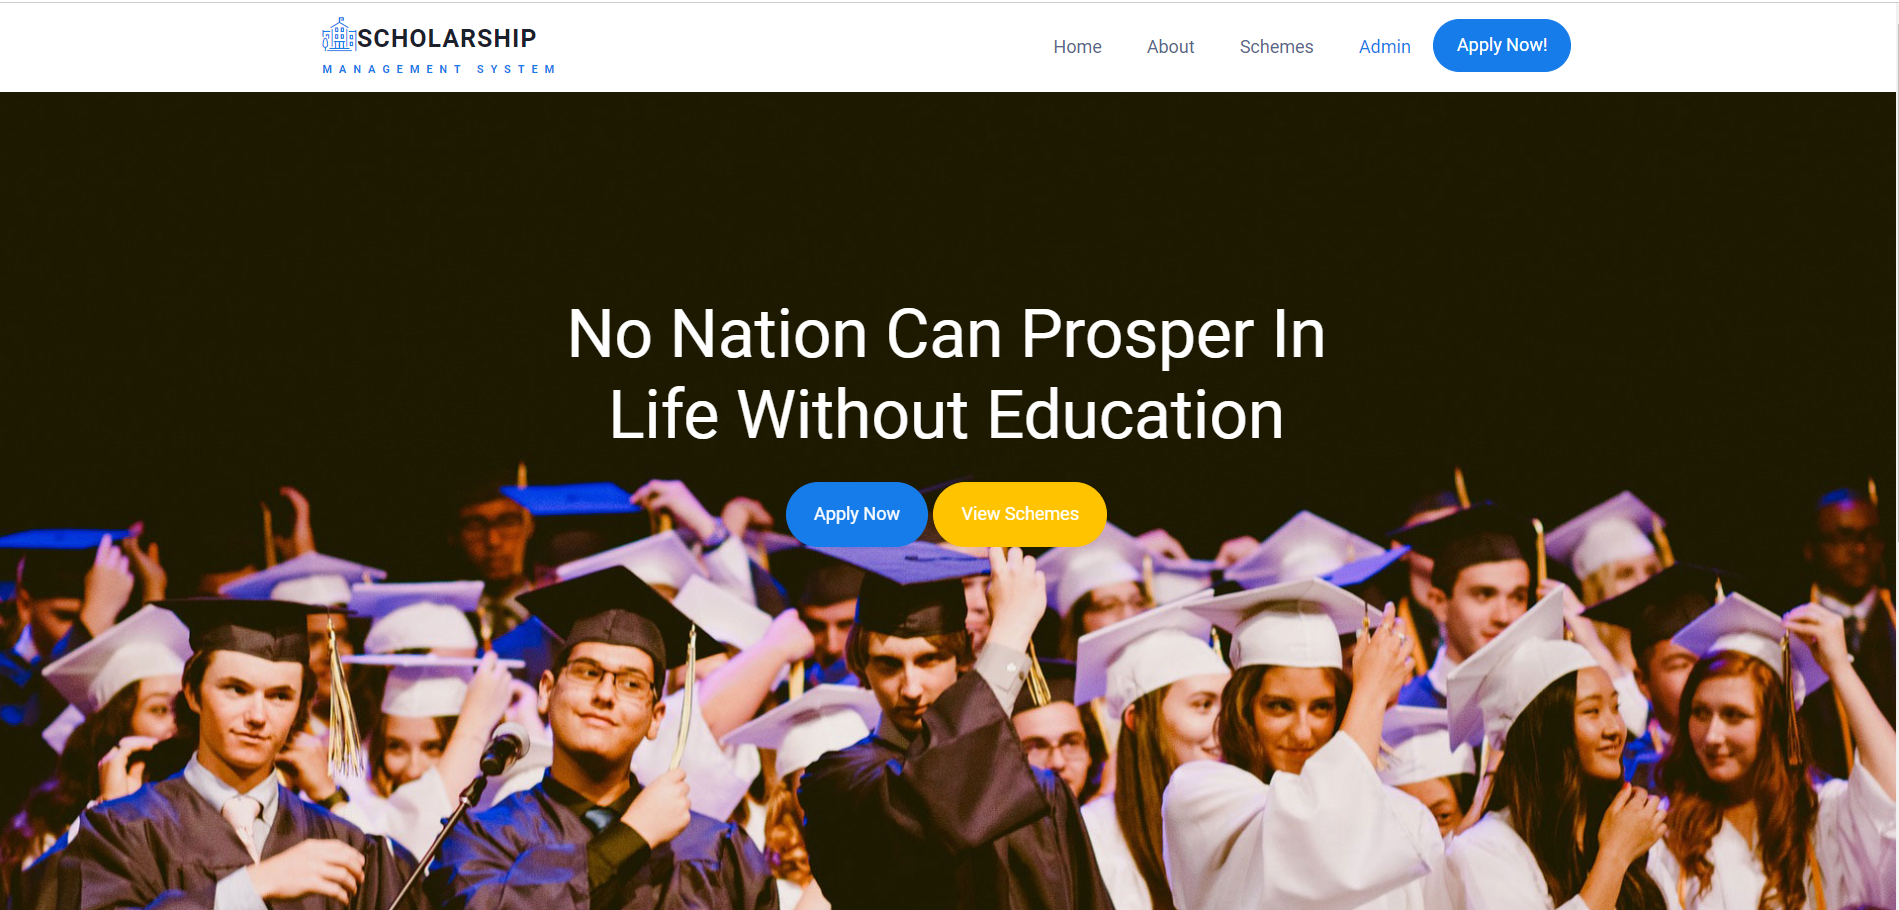 SCHOLARSHIP
MANAGEMENT SYSTEM
Home About Schemes Admin Apply Now!
No Nation Can Prosper In
Life Without Education
Apply Now View Schemes